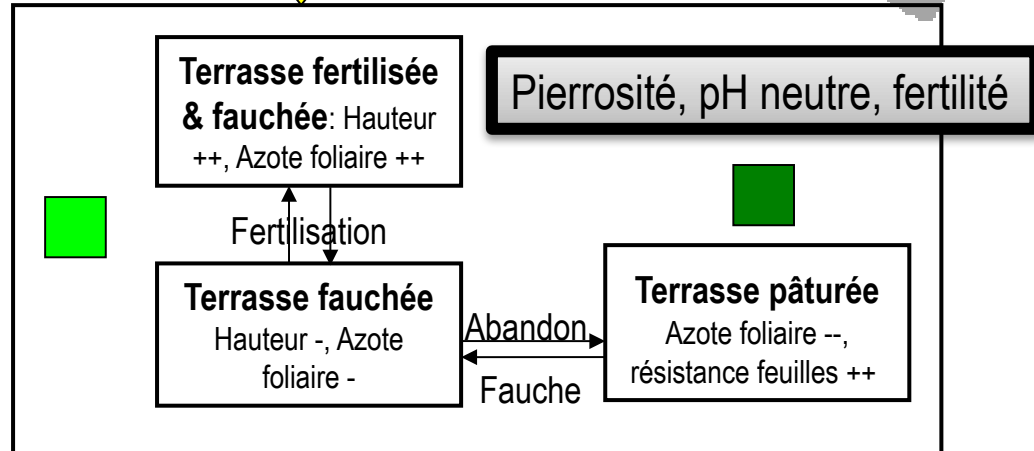 Terrasse fertilisée
& fauchée: Hauteur
++, Azote foliaire ++
Pierrosité, pH neutre, fertilité
Fertilisation
Terrasse fauchée
Hauteur -, Azote
foliaire -
Abandon
Fauche
Terrasse pâturée
Azote foliaire --,
résistance feuilles ++